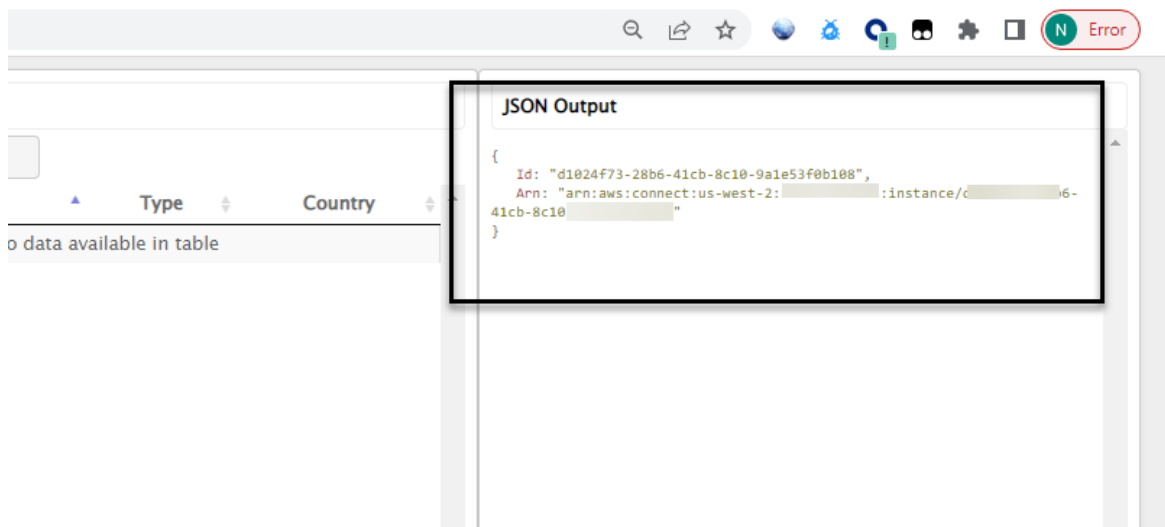 N Error
JSON Output
{
Id: "d1024f73-28b6-41cb-8c10-9a1e53f0b108",
Arn: "arn:aws:connect:us-west-2: :instance/ 6-
41cb-8c10 "
}
Type Country
o data available in table